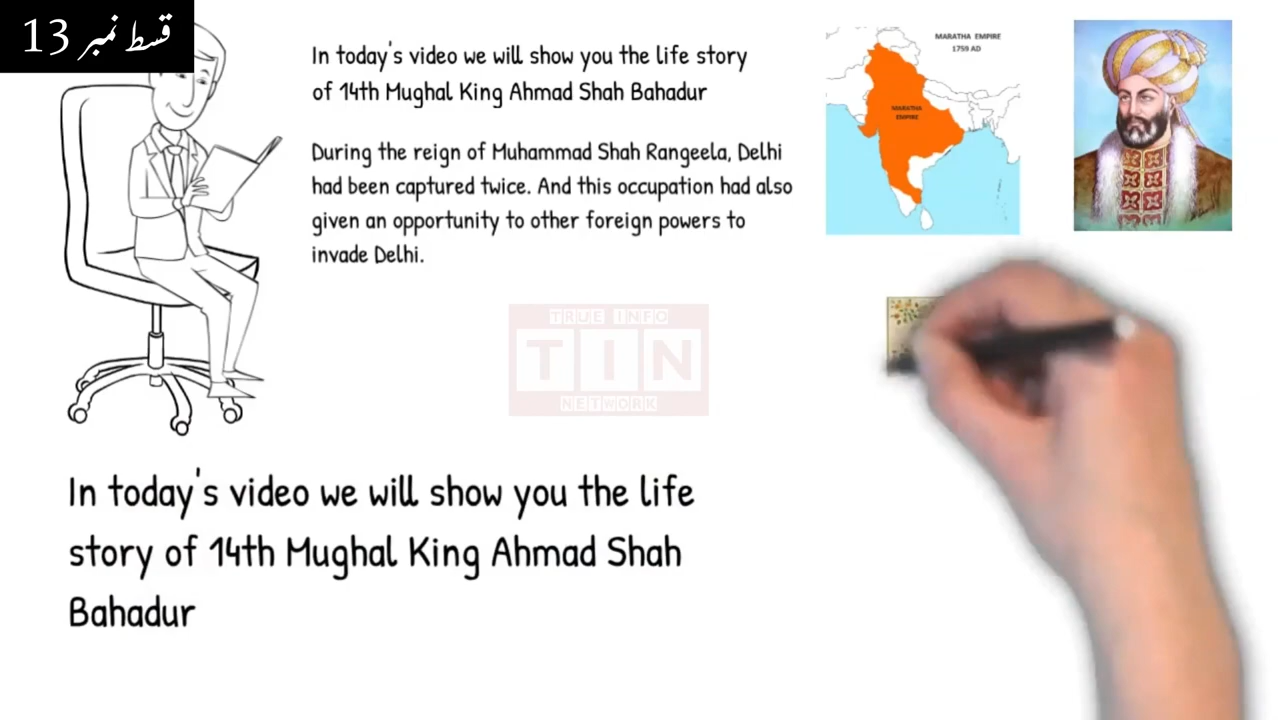 قسط نمبر 13
In today's video we will show you the life story
of 14th Mughal King Ahmad Shah Bahadur
During the reign of Muhammad Shah Rangeela, Delhi
had been captured twice. And this occupation had also
given an opportunity to other foreign powers to
invade Delhi.
MARATHA EMPIRE
1759 AD
MARATHA
EMPIRE
TRUE INFO
TIN
NETWORK
In today's video we will show you the life
story of 14th Mughal King Ahmad Shah
Bahadur